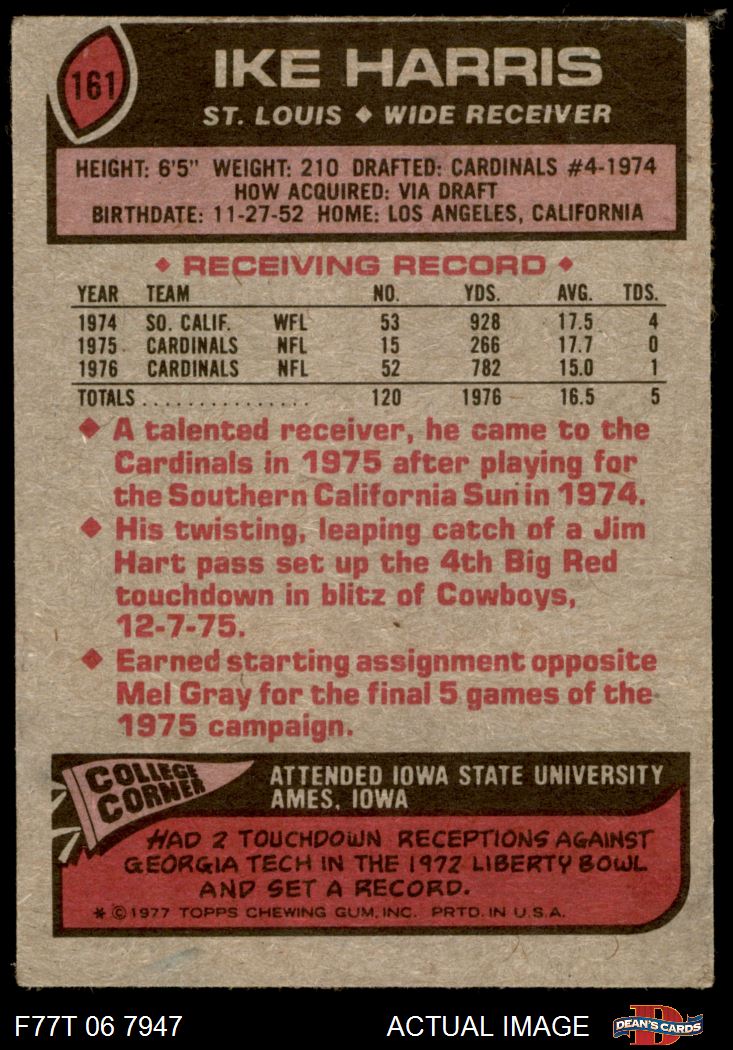 161
IKE HARRIS
ST. LOUIS ◆ WIDE RECEIVER
HEIGHT: 6'5" WEIGHT: 210 DRAFTED: CARDINALS #4-1974
HOW ACQUIRED: VIA DRAFT
BIRTHDATE: 11-27-52 HOME: LOS ANGELES, CALIFORNIA
◆ RECEIVING RECORD ◆
YEAR TEAM NO. YDS. AVG. TDS.
1974 SO. CALIF. WFL 53 928 17.5 4
1975 CARDINALS NFL 15 266 17.7 0
1976 CARDINALS NFL 52 782 15.0 1
TOTALS ............... 120 1976 16.5 5
◆ A talented receiver, he came to the
Cardinals in 1975 after playing for
the Southern California Sun in 1974.
◆ His twisting, leaping catch of a Jim
Hart pass set up the 4th Big Red
touchdown in blitz of Cowboys,
12-7-75.
◆ Earned starting assignment opposite
Mel Gray for the final 5 games of the
1975 campaign.
COLLEGE
CORNER
ATTENDED IOWA STATE UNIVERSITY
AMES, IOWA
HAD 2 TOUCHDOWN RECEPTIONS AGAINST
GEORGIA TECH IN THE 1972 LIBERTY BOWL
AND SET A RECORD.
* © 1977 TOPPS CHEWING GUM, INC. PRTD. IN U.S.A.
F77T 06 7947 ACTUAL IMAGE
D
DEAN'S CARDS